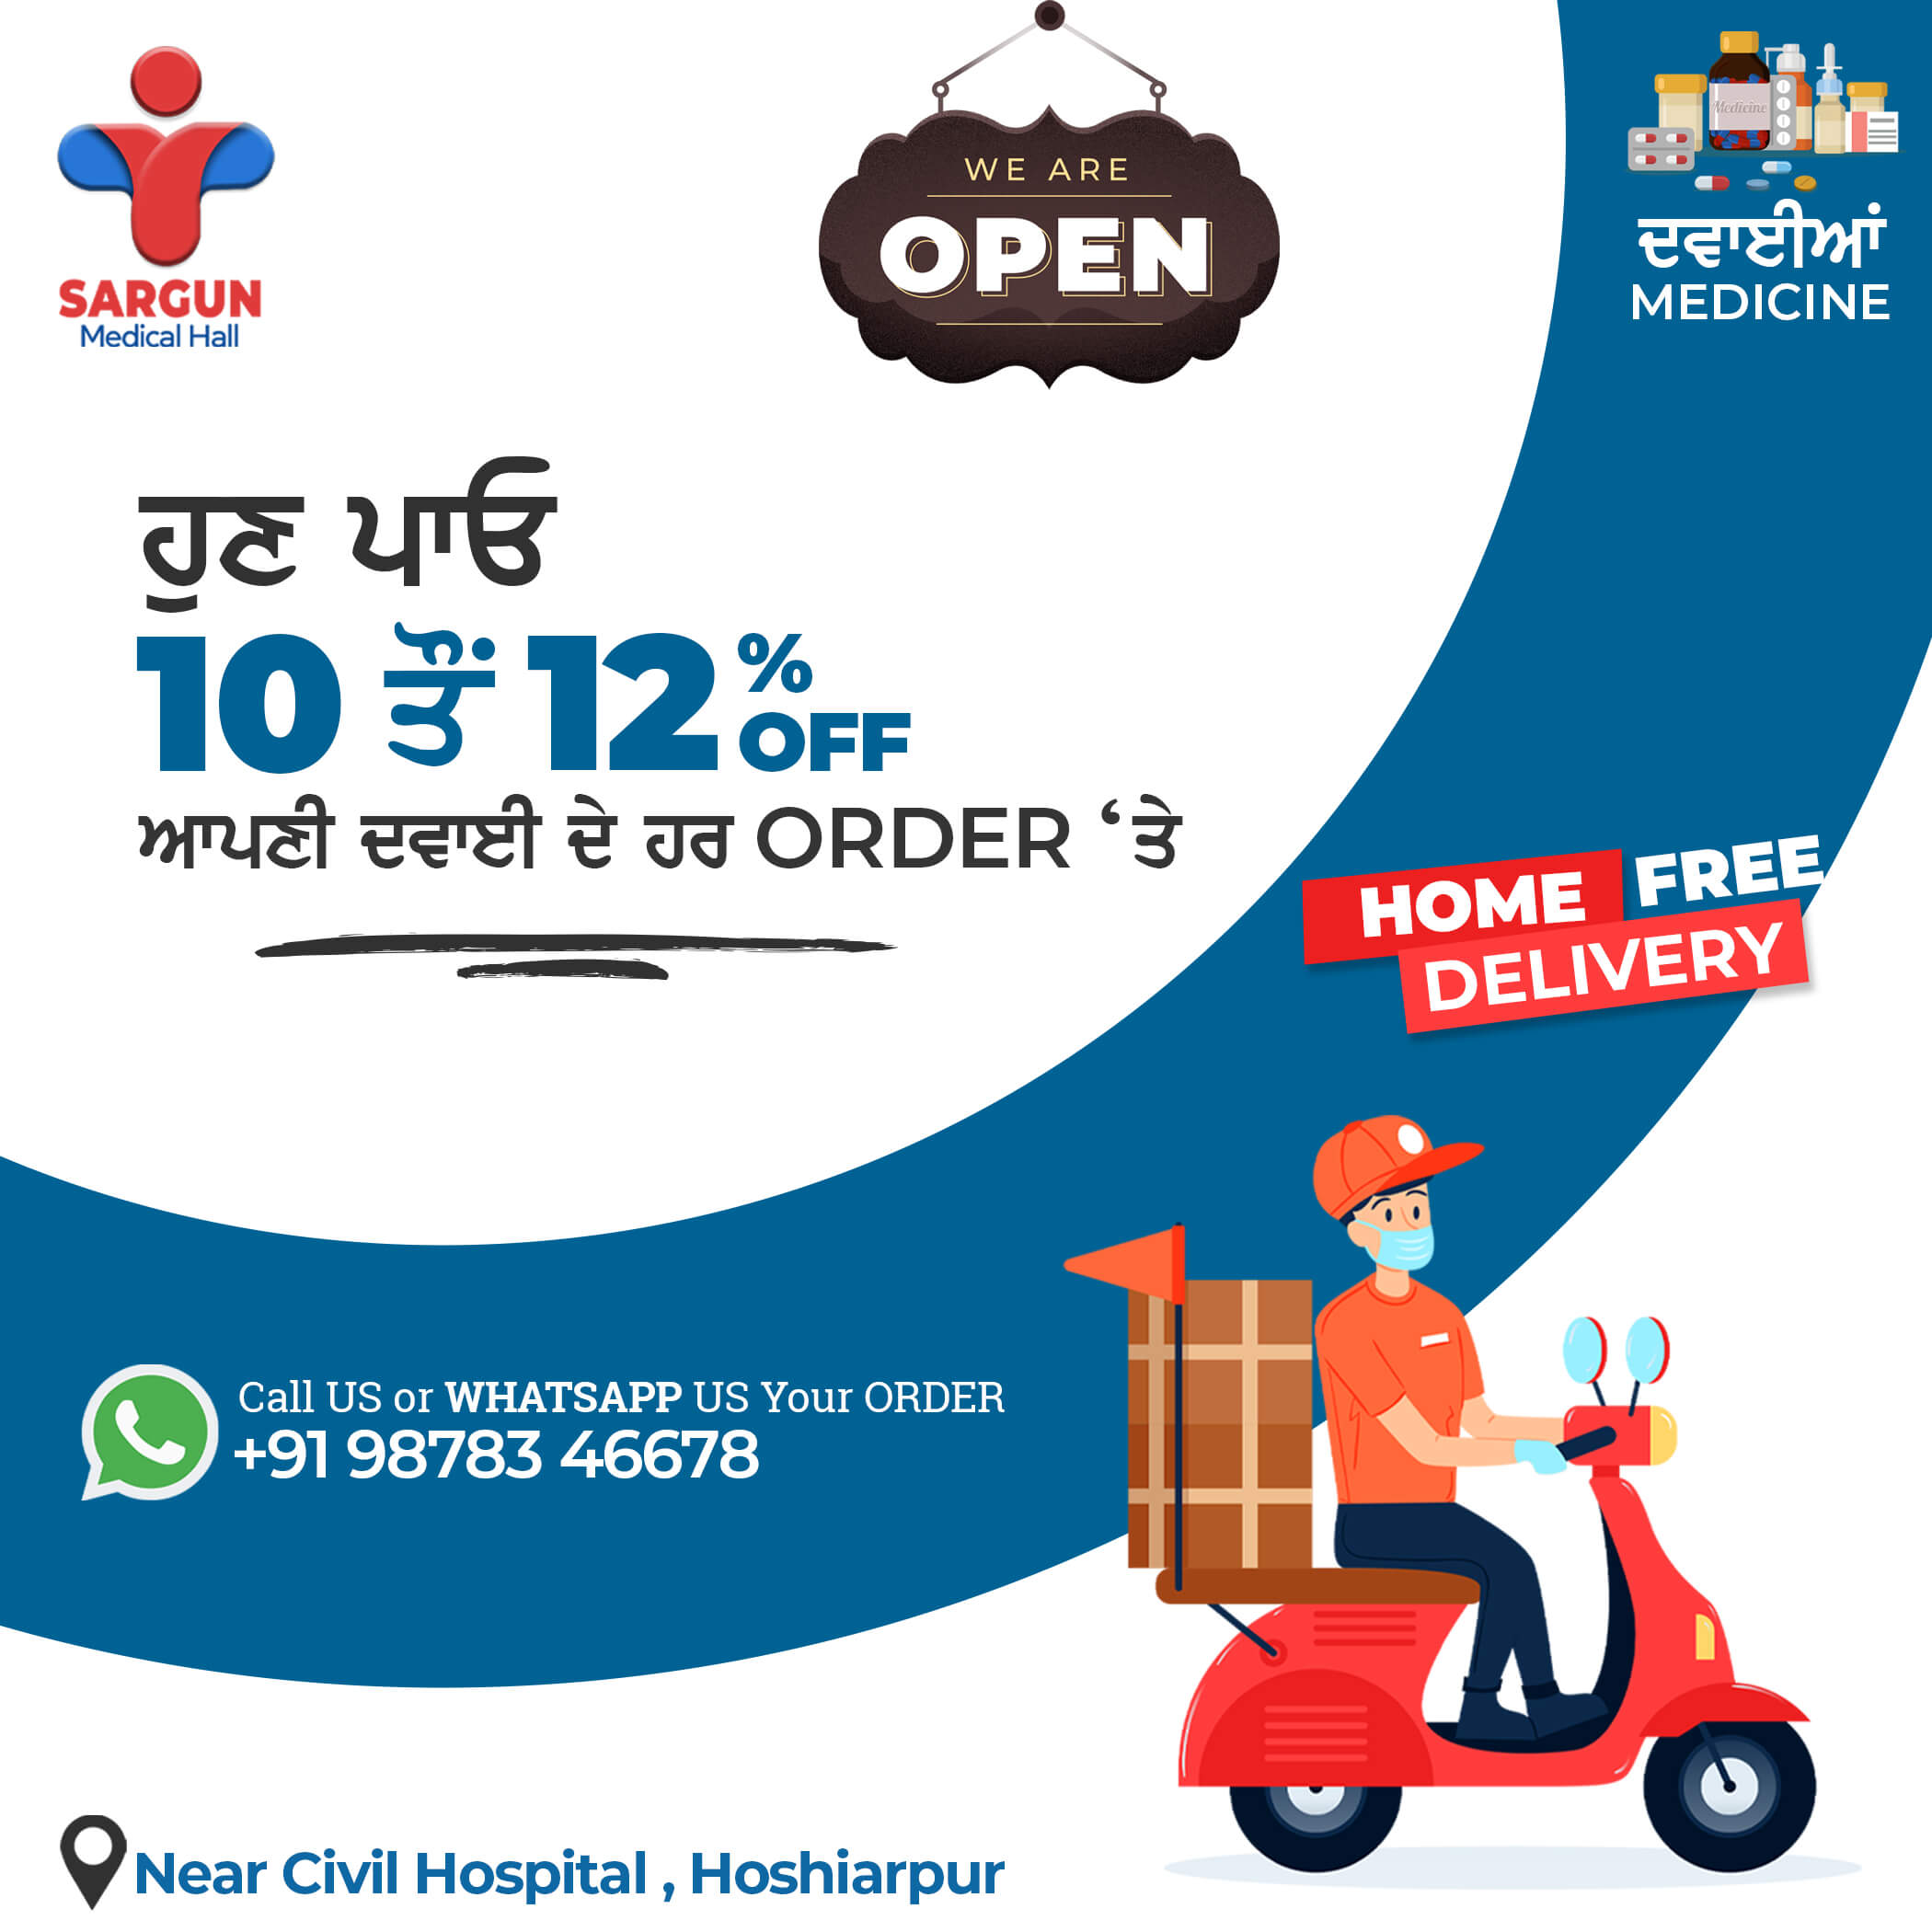 SARGUN
Medical Hall
WE ARE
OPEN
Medicine
ਦਵਾਈਆਂ
MEDICINE
ਹੁਣ ਪਾਓ
10 ਤੌਂ 12 % OFF
ਆਪਣੀ ਦਵਾਈ ਦੇ ਹਰ ORDER ‘ਤੇ
HOME FREE
DELIVERY
Call US or WHATSAPP US Your ORDER
+91 98783 46678
Near Civil Hospital , Hoshiarpur